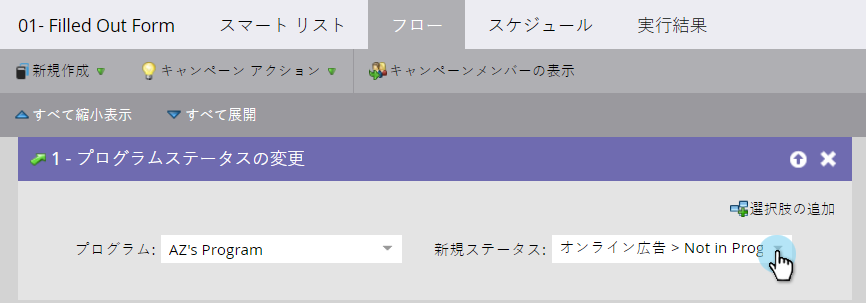 01- Filled Out Form スマート リスト フロー スケジュール 実行結果
新規作成 キャンペーン アクション キャンペーンメンバーの表示
すべて縮小表示 すべて展開
1 - プログラムステータスの変更
選択肢の追加
プログラム: AZ's Program 新規ステータス: オンライン広告 > Not in Prog